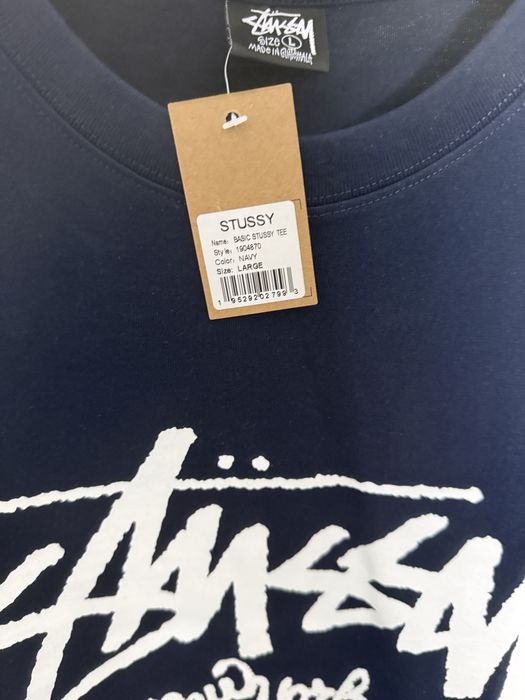 STÜSSY
SIZE L
MADE IN GUATEMALA
STUSSY
Name: BASIC STUSSY TEE
Style: 1904870
Color: NAVY
Size: LARGE
1 95292 02799 3
STÜSSY